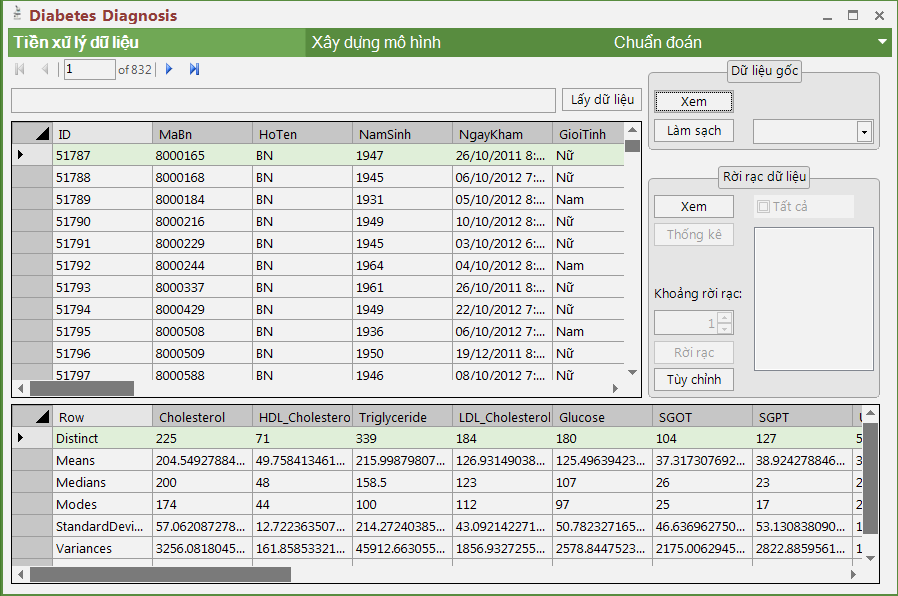 Diabetes Diagnosis
Tiền xử lý dữ liệu Xây dựng mô hình Chuẩn đoán
1 of 832
Lấy dữ liệu
ID MaBn HoTen NamSinh NgayKham GioiTinh
51787 8000165 BN 1947 26/10/2011 8:... Nữ
51788 8000168 BN 1945 06/10/2012 7:... Nữ
51789 8000184 BN 1931 05/10/2012 8:... Nam
51790 8000216 BN 1949 10/10/2012 8:... Nữ
51791 8000229 BN 1945 03/10/2012 6:... Nữ
51792 8000244 BN 1964 04/10/2012 8:... Nam
51793 8000337 BN 1961 26/10/2011 8:... Nữ
51794 8000429 BN 1949 22/10/2012 7:... Nữ
51795 8000508 BN 1936 06/10/2012 7:... Nam
51796 8000509 BN 1950 19/12/2011 8:... Nữ
51797 8000588 BN 1946 08/10/2012 7:... Nữ
Dữ liệu gốc
Xem
Làm sạch
Rời rạc dữ liệu
Xem Tất cả
Thống kê
Khoảng rời rạc:
1
Rời rạc
Tùy chỉnh
Row Cholesterol HDL_Cholestero Triglyceride LDL_Cholesterol Glucose SGOT SGPT
Distinct 225 71 339 184 180 104 127 5
Means 204.54927884... 49.758413461... 215.99879807... 126.93149038... 125.49639423... 37.317307692... 38.924278846... 3
Medians 200 48 158.5 123 107 26 23 2
Modes 174 44 100 112 97 25 17 2
StandardDevi... 57.062087278... 12.722363507... 214.27240385... 43.092142271... 50.782327165... 46.636962750... 53.130838090... 1
Variances 3256.0818045... 161.85853321... 45912.663055... 1856.9327255... 2578.8447523... 2175.0062945... 2822.8859561... 1